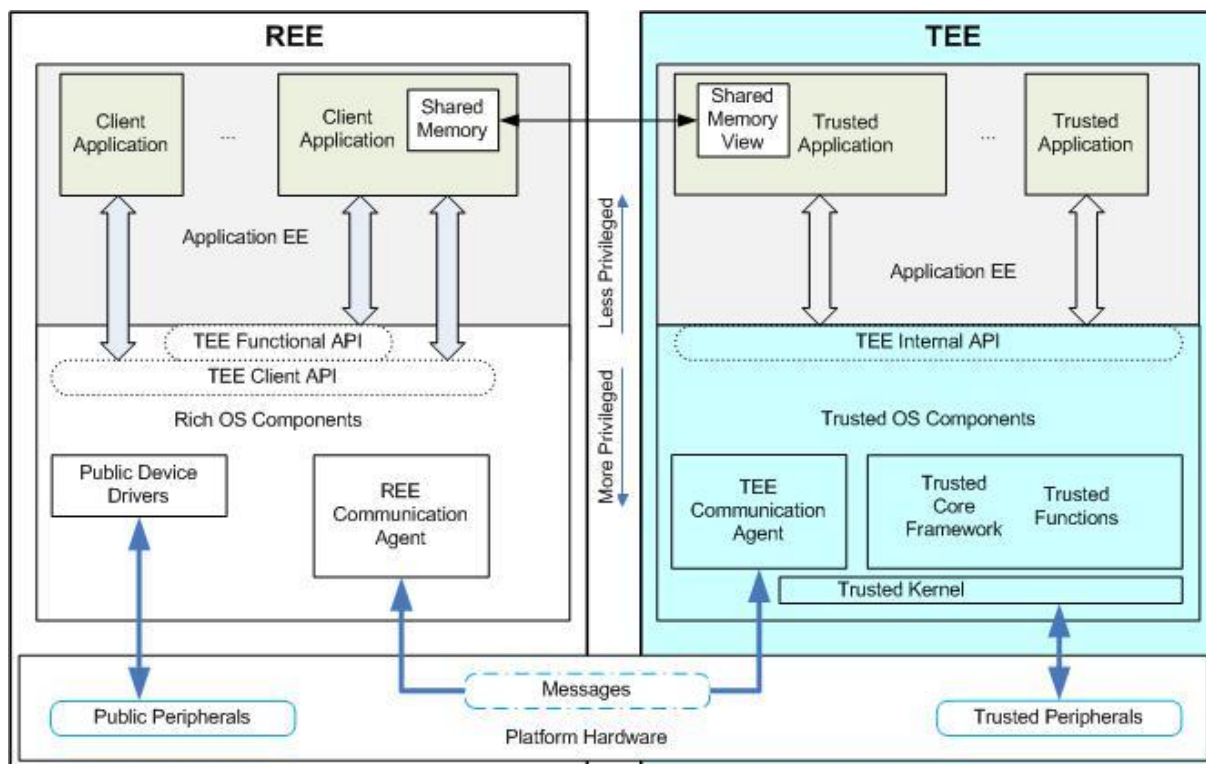 REE
TEE
Client
Application
...
Client
Application
Shared
Memory
Shared
Memory
View
Trusted
Application
...
Trusted
Application
Application EE
Less Privileged
Application EE
TEE Functional API
TEE Client API
TEE Internal API
Rich OS Components
More Privileged
Trusted OS Components
Public Device
Drivers
REE
Communication
Agent
TEE
Communication
Agent
Trusted
Core
Framework
Trusted
Functions
Trusted Kernel
Messages
Public Peripherals
Trusted Peripherals
Platform Hardware